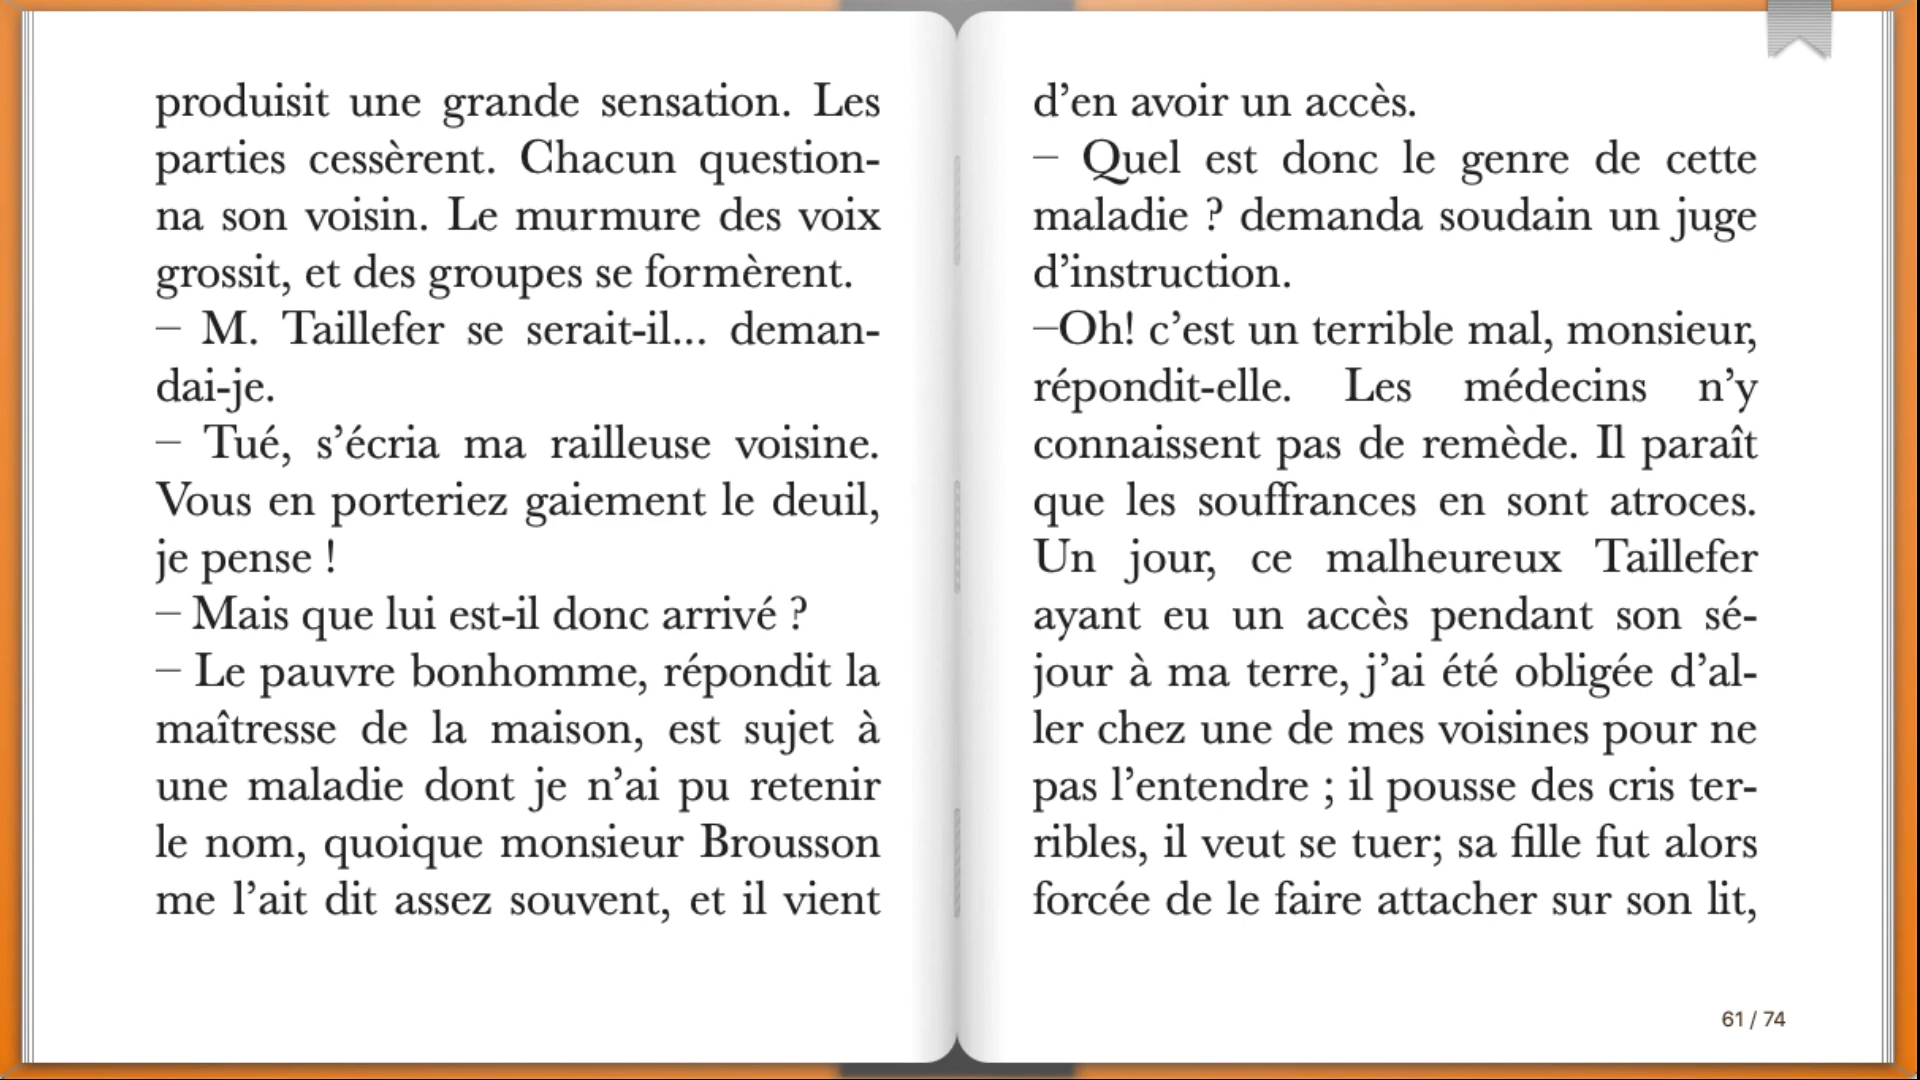 produisit une grande sensation. Les
parties cessèrent. Chacun question-
na son voisin. Le murmure des voix
grossit, et des groupes se formèrent.
– M. Taillefer se serait-il... deman-
dai-je.
– Tué, s’écria ma railleuse voisine.
Vous en porteriez gaiement le deuil,
je pense !
– Mais que lui est-il donc arrivé ?
– Le pauvre bonhomme, répondit la
maîtresse de la maison, est sujet à
une maladie dont je n’ai pu retenir
le nom, quoique monsieur Brousson
me l’ait dit assez souvent, et il vient
d’en avoir un accès.
– Quel est donc le genre de cette
maladie ? demanda soudain un juge
d’instruction.
–Oh! c’est un terrible mal, monsieur,
répondit-elle. Les médecins n’y
connaissent pas de remède. Il paraît
que les souffrances en sont atroces.
Un jour, ce malheureux Taillefer
ayant eu un accès pendant son sé-
jour à ma terre, j’ai été obligée d’al-
ler chez une de mes voisines pour ne
pas l’entendre ; il pousse des cris ter-
ribles, il veut se tuer; sa fille fut alors
forcée de le faire attacher sur son lit,
61 / 74